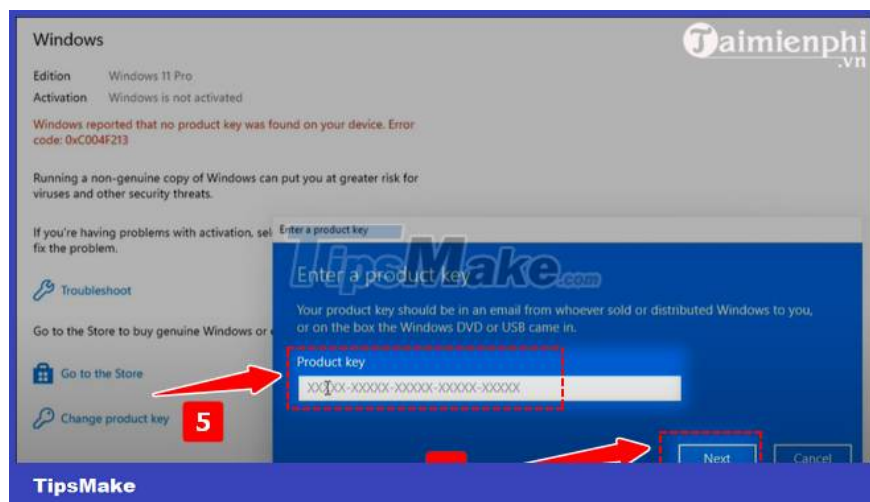 Windows
Taimienphi
.vn
Edition Windows 11 Pro
Activation Windows is not activated
Windows reported that no product key was found on your device. Error
code: 0xC004F213
Running a non-genuine copy of Windows can put you at greater risk for
viruses and other security threats.
If you're having problems with activation, sel
fix the problem.
Troubleshoot
Go to the Store to buy genuine Windows or
Go to the Store
Change product key
5
Enter a product key
TipsMake.com
Enter a product key
Your product key should be in an email from whoever sold or distributed Windows to you,
or on the box the Windows DVD or USB came in.
Product key
XXXXX-XXXXX-XXXXX-XXXXX-XXXXX
Next Cancel
TipsMake